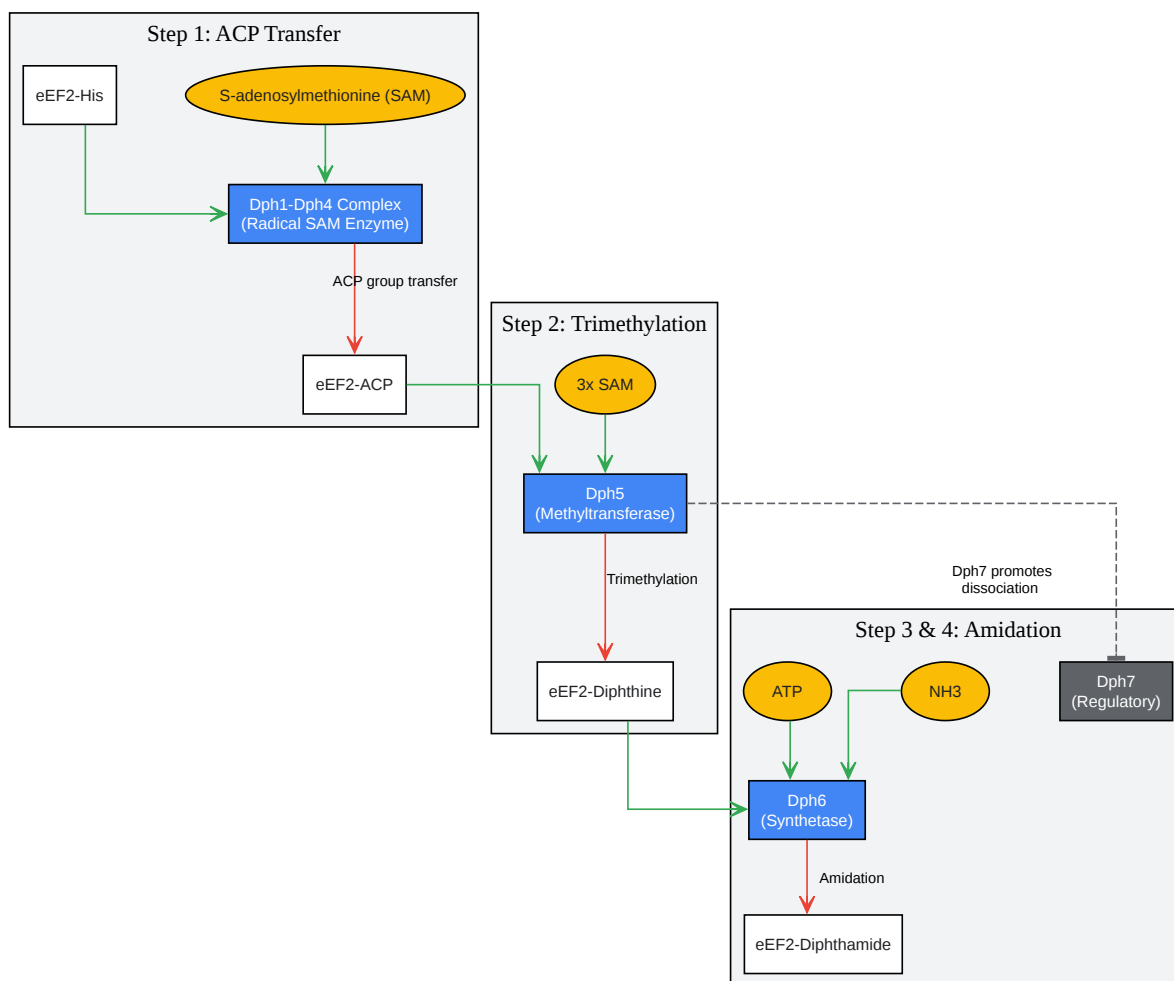 Step 1: ACP Transfer
eEF2-His
S-adenosylmethionine (SAM)
Dph1-Dph4 Complex
(Radical SAM Enzyme)
ACP group transfer
eEF2-ACP
Step 2: Trimethylation
3x SAM
Dph5
(Methyltransferase)
Trimethylation
eEF2-Diphthine
Dph7 promotes
dissociation
Step 3 & 4: Amidation
ATP
NH3
Dph7
(Regulatory)
Dph6
(Synthetase)
Amidation
eEF2-Diphthamide